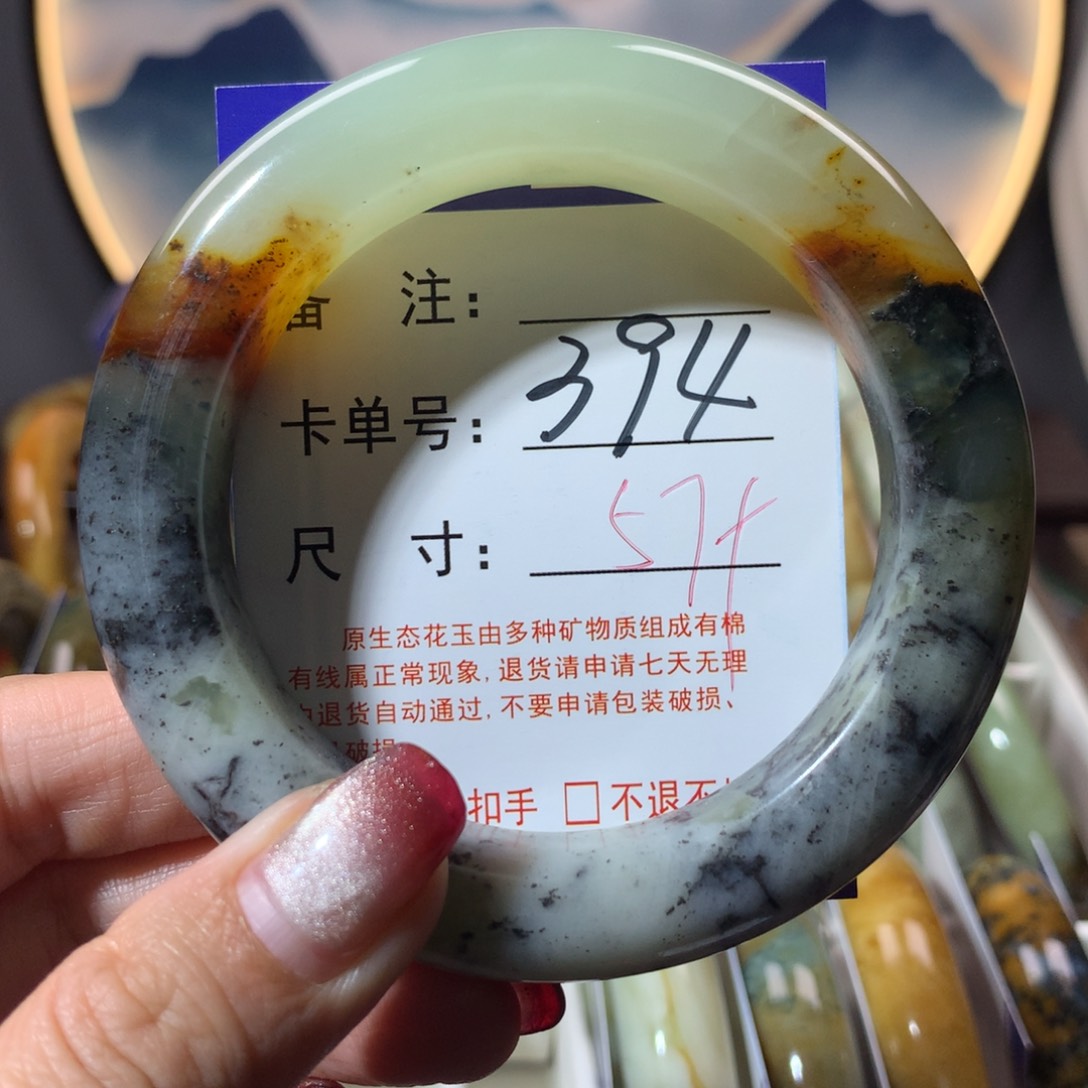 备 注：
卡单号： 394
尺 寸： 57+
原生态花玉由多种矿物质组成有棉
有线属正常现象，退货请申请七天无理
由退货自动通过，不要申请包装破损、
破损
扣手 □不退不